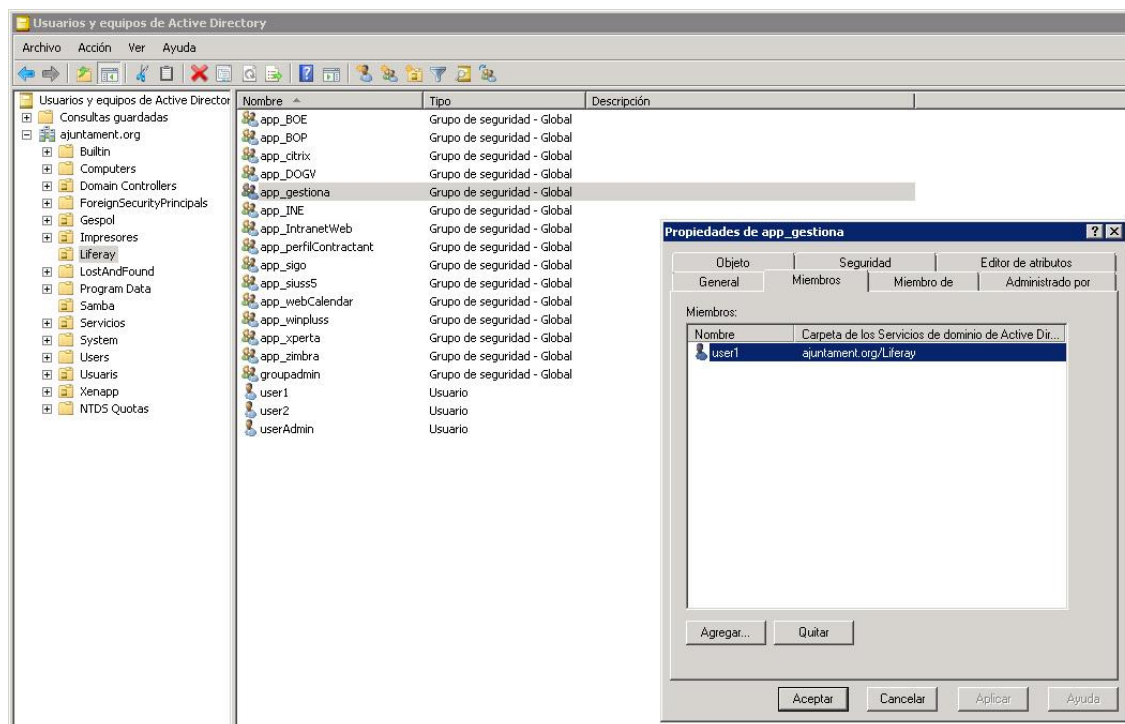 Usuarios y equipos de Active Directory
Archivo Acción Ver Ayuda
Usuarios y equipos de Active Director
Consultas guardadas
ajuntament.org
Builtin
Computers
Domain Controllers
ForeignSecurityPrincipals
Gespol
Impresores
Liferay
LostAndFound
Program Data
Samba
Servicios
System
Users
Usuaris
Xenapp
NTDS Quotas
Nombre Tipo Descripción
app_BOE Grupo de seguridad - Global
app_BOP Grupo de seguridad - Global
app_citrix Grupo de seguridad - Global
app_DOGV Grupo de seguridad - Global
app_gestiona Grupo de seguridad - Global
app_INE Grupo de seguridad - Global
app_IntranetWeb Grupo de seguridad - Global
app_perfilContractant Grupo de seguridad - Global
app_sigo Grupo de seguridad - Global
app_siuss5 Grupo de seguridad - Global
app_webCalendar Grupo de seguridad - Global
app_winpluss Grupo de seguridad - Global
app_xperta Grupo de seguridad - Global
app_zimbra Grupo de seguridad - Global
groupadmin Grupo de seguridad - Global
user1 Usuario
user2 Usuario
userAdmin Usuario
Propiedades de app_gestiona
Objeto Seguridad Editor de atributos
General Miembros Miembro de Administrado por
Miembros:
Nombre Carpeta de los Servicios de dominio de Active Dir...
user1 ajuntament.org/Liferay
Agregar... Quitar
Aceptar Cancelar Aplicar Ayuda